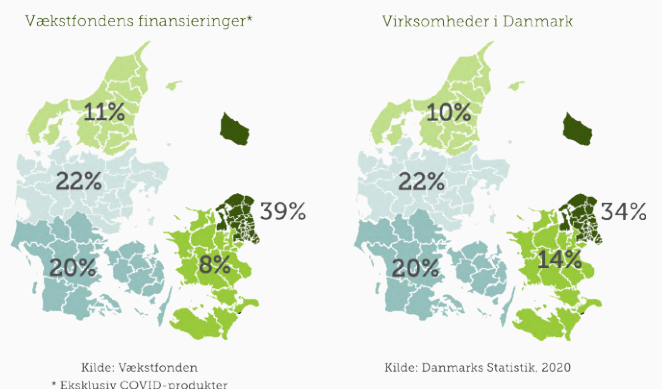 Vækstfondens finansieringer*
11%
22%
39%
20%
8%
Kilde: Vækstfonden
* Eksklusiv COVID-produkter
Virksomheder i Danmark
10%
22%
34%
20%
14%
Kilde: Danmarks Statistik, 2020